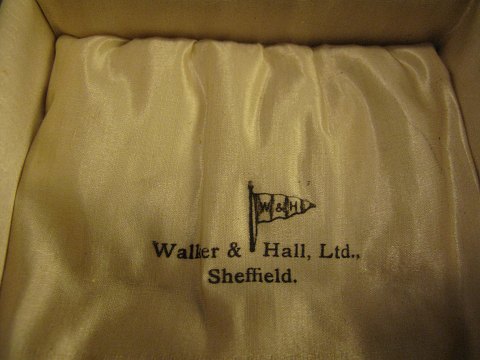 W&H
Walker & Hall, Ltd.,
Sheffield.